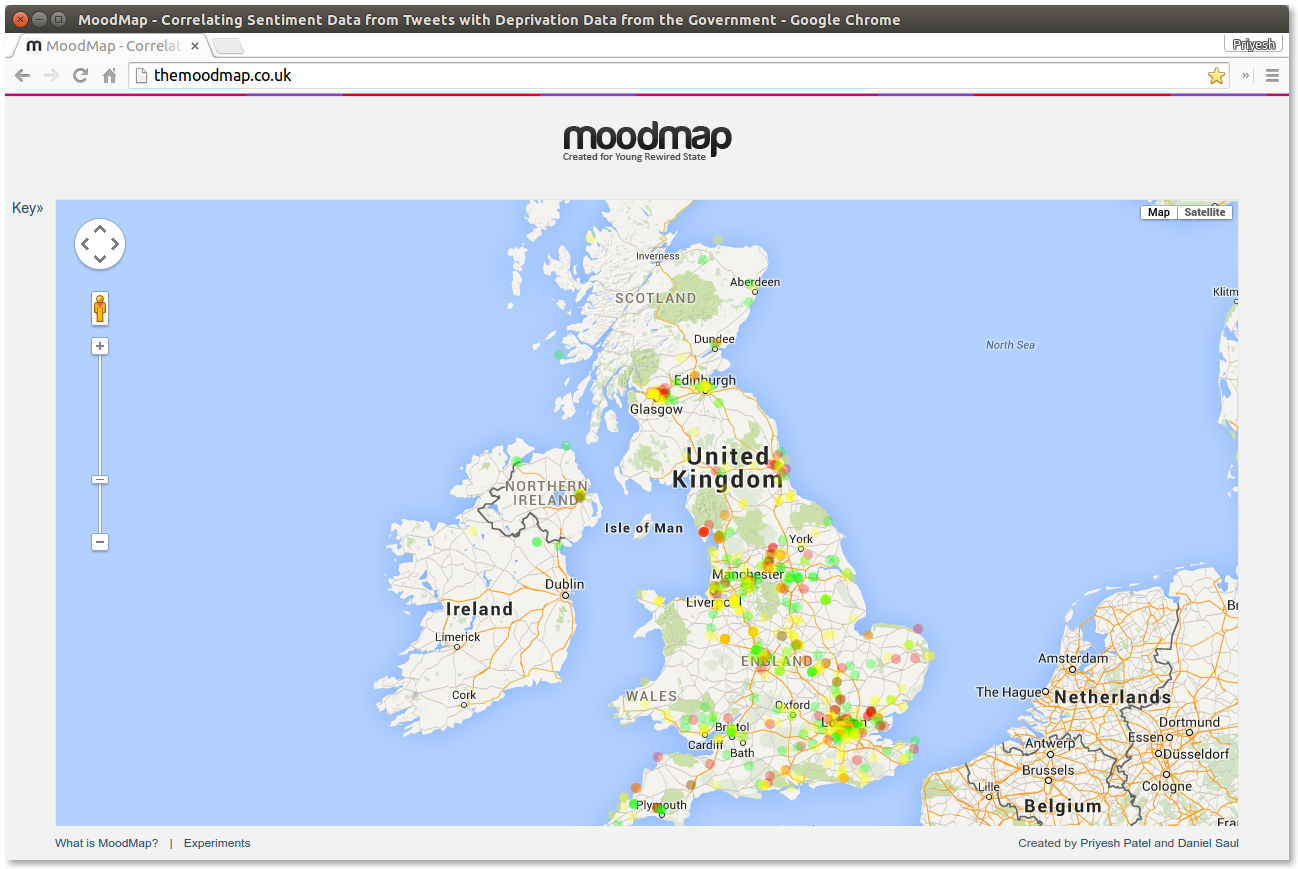 MoodMap - Correlating Sentiment Data from Tweets with Deprivation Data from the Government - Google Chrome
m MoodMap - Correlat
Priyesh
themoodmap.co.uk
moodmap
Created for Young Rewired State
Key»
Map Satellite
Inverness
Aberdeen
SCOTLAND
Klitm
Dundee
North Sea
Edinburgh
Glasgow
United
Kingdom
NORTHERN
IRELAND
Isle of Man
York
Manchester
Dublin
Liverpool
Ireland
Limerick
Amsterdam
ENGLAND
The Hague
Netherlands
Cork
WALES
Oxford
London
Bristol
Dortmund
Cardiff
Essen
Antwerp
Bath
Düsseldorf
Brussels
Cologne
Lille
Plymouth
Belgium
Br
Fra
What is MoodMap? | Experiments
Created by Priyesh Patel and Daniel Saul